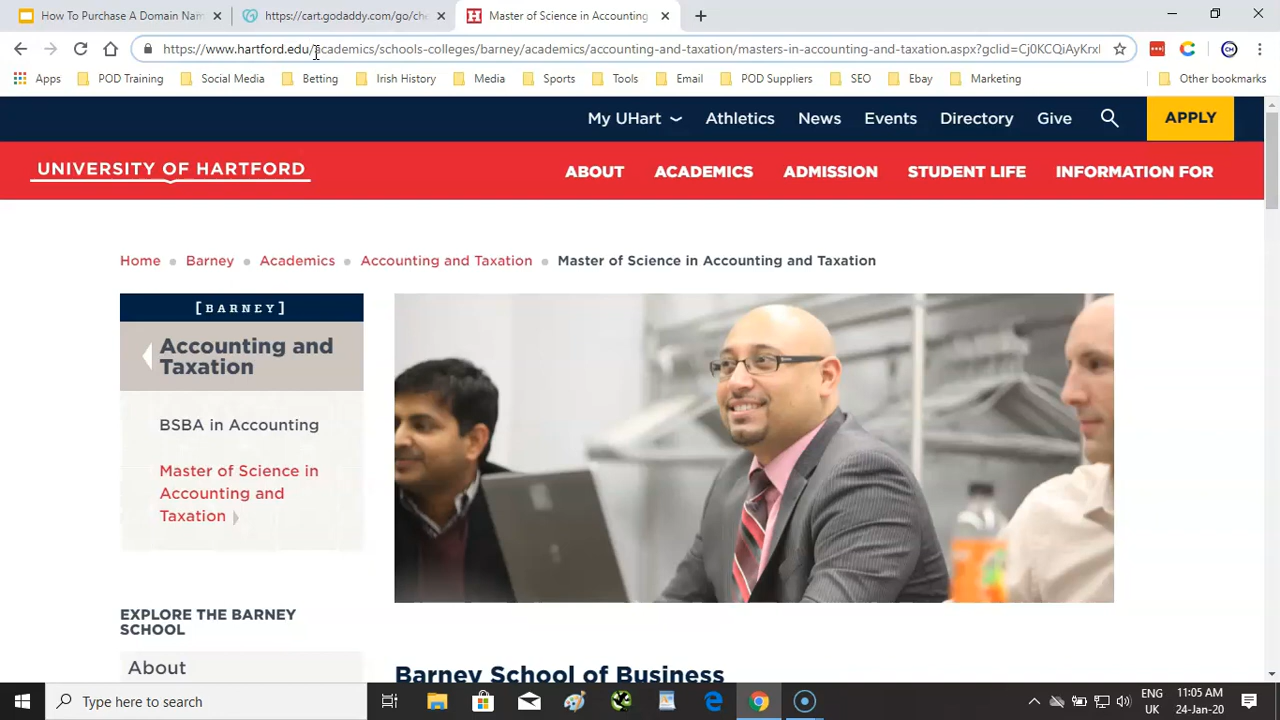 How To Purchase A Domain Nar
https://cart.godaddy.com/go/che
Master of Science in Accounting
https://www.hartford.edu/academics/schools-colleges/barney/academics/accounting-and-taxation/masters-in-accounting-and-taxation.aspx?gclid=Cj0KCQiAyKrxl
Apps POD Training Social Media Betting Irish History Media Sports Tools Email POD Suppliers SEO Ebay Marketing Other bookmarks
My UHart Athletics News Events Directory Give APPLY
UNIVERSITY OF HARTFORD
ABOUT ACADEMICS ADMISSION STUDENT LIFE INFORMATION FOR
Home Barney Academics Accounting and Taxation Master of Science in Accounting and Taxation
[BARNEY]
Accounting and
Taxation
BSBA in Accounting
Master of Science in
Accounting and
Taxation
EXPLORE THE BARNEY
SCHOOL
About
Barney School of Business
Type here to search
ENG
UK
11:05 AM
24-Jan-20